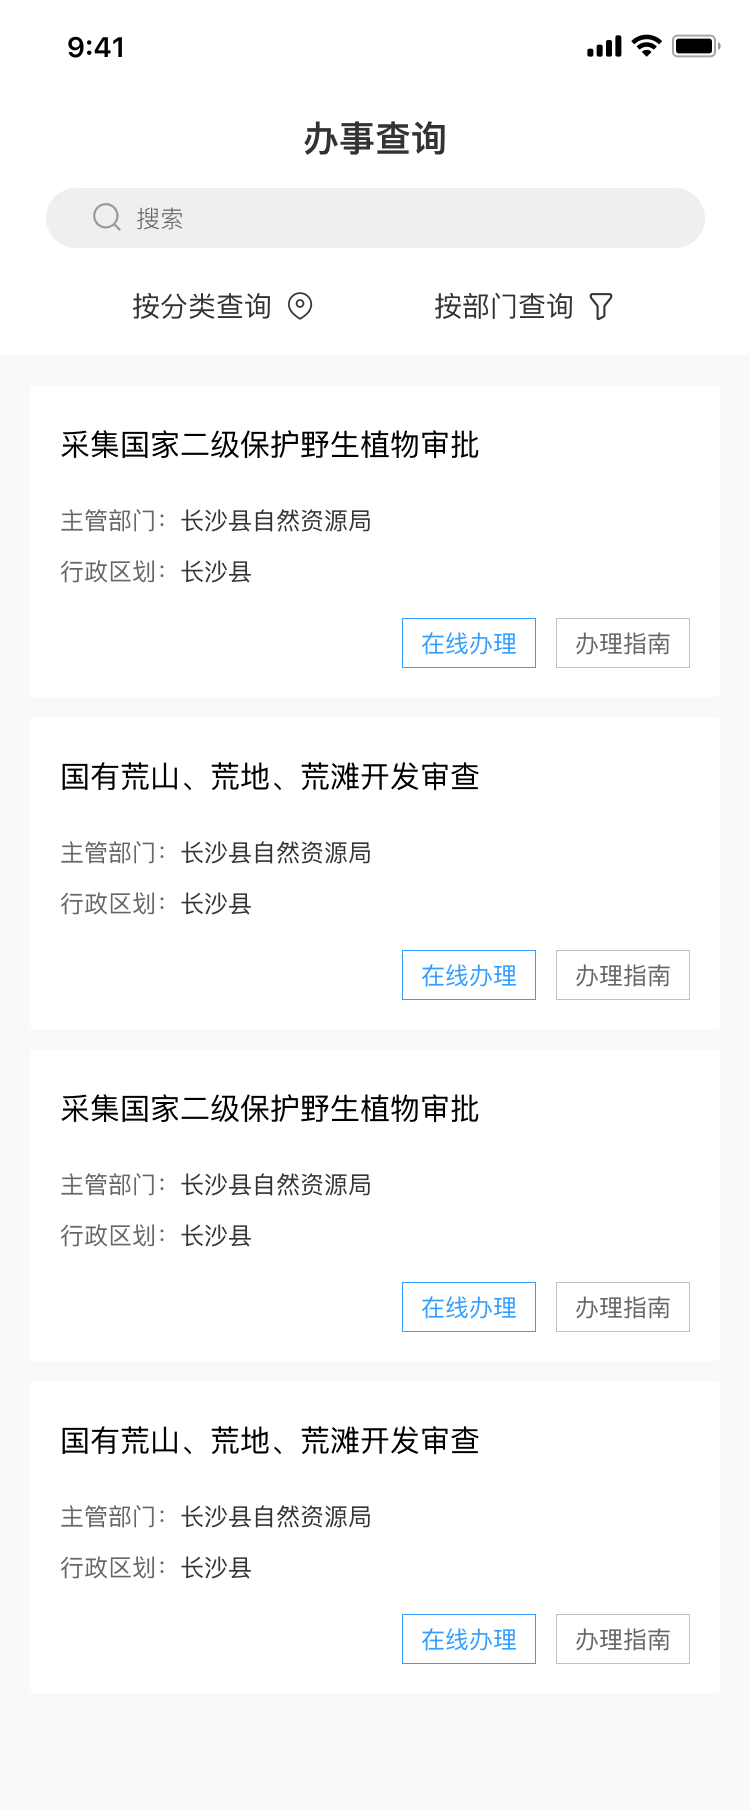 9:41
办事查询
搜索
按分类查询 按部门查询
采集国家二级保护野生植物审批
主管部门：长沙县自然资源局
行政区划：长沙县
在线办理 办理指南
国有荒山、荒地、荒滩开发审查
主管部门：长沙县自然资源局
行政区划：长沙县
在线办理 办理指南
采集国家二级保护野生植物审批
主管部门：长沙县自然资源局
行政区划：长沙县
在线办理 办理指南
国有荒山、荒地、荒滩开发审查
主管部门：长沙县自然资源局
行政区划：长沙县
在线办理 办理指南